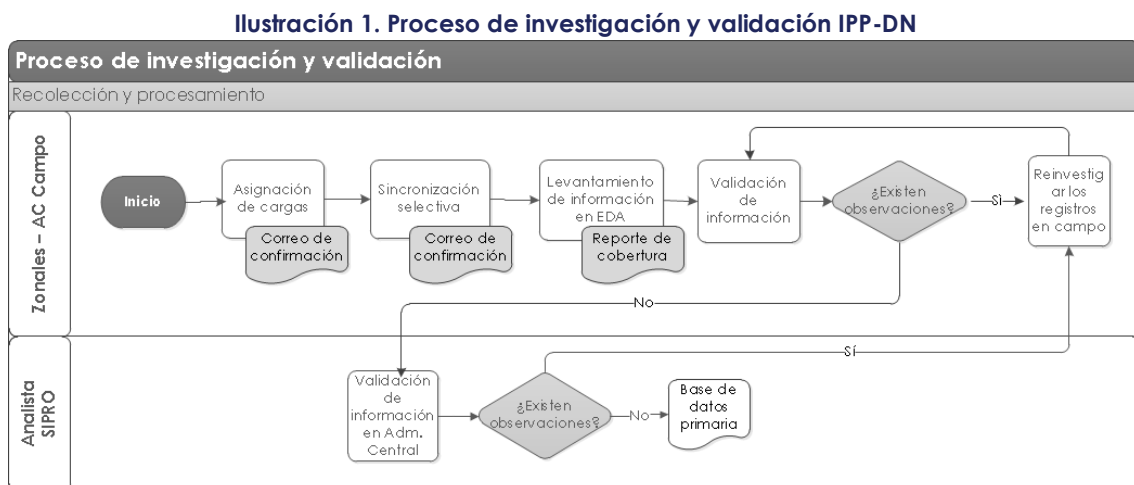 Ilustración 1. Proceso de investigación y validación IPP-DN
Proceso de investigación y validación
Recolección y procesamiento
Zonales – AC Campo
Inicio
Asignación
de cargas
Correo de
confirmación
Sincronización
selectiva
Correo de
confirmación
Levantamiento
de información
en EDA
Reporte de
cobertura
Validación
de
información
¿Existen
observaciones?
Sì
Reinvestig
ar los
registros
en campo
No
Analista
SIPRO
Validación
de
información
en Adm.
Central
¿Existen
observaciones?
Sí
No
Base de
datos
primaria